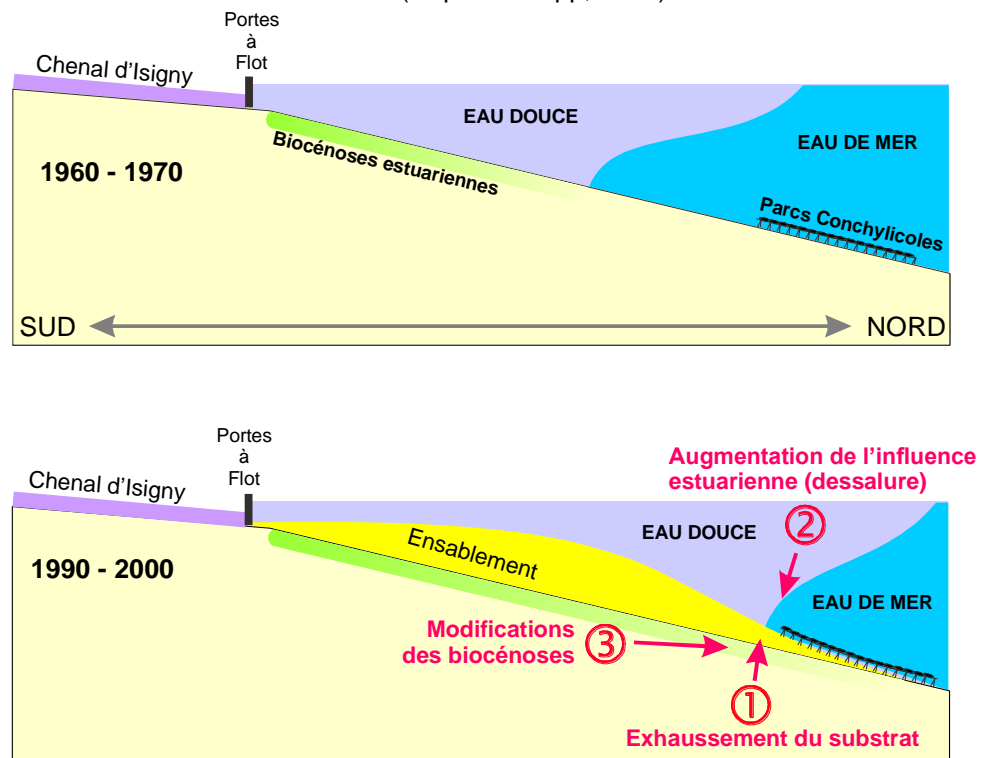 Portes
à
Flot
Chenal d'Isigny
EAU DOUCE
EAU DE MER
Biocénoses estuariennes
1960 - 1970
Parcs Conchylicoles
SUD
NORD
Portes
à
Flot
Chenal d'Isigny
Augmentation de l'influence
estuarienne (dessalure)
②
EAU DOUCE
Ensablement
1990 - 2000
EAU DE MER
Modifications
des biocénoses
③
①
Exhaussement du substrat